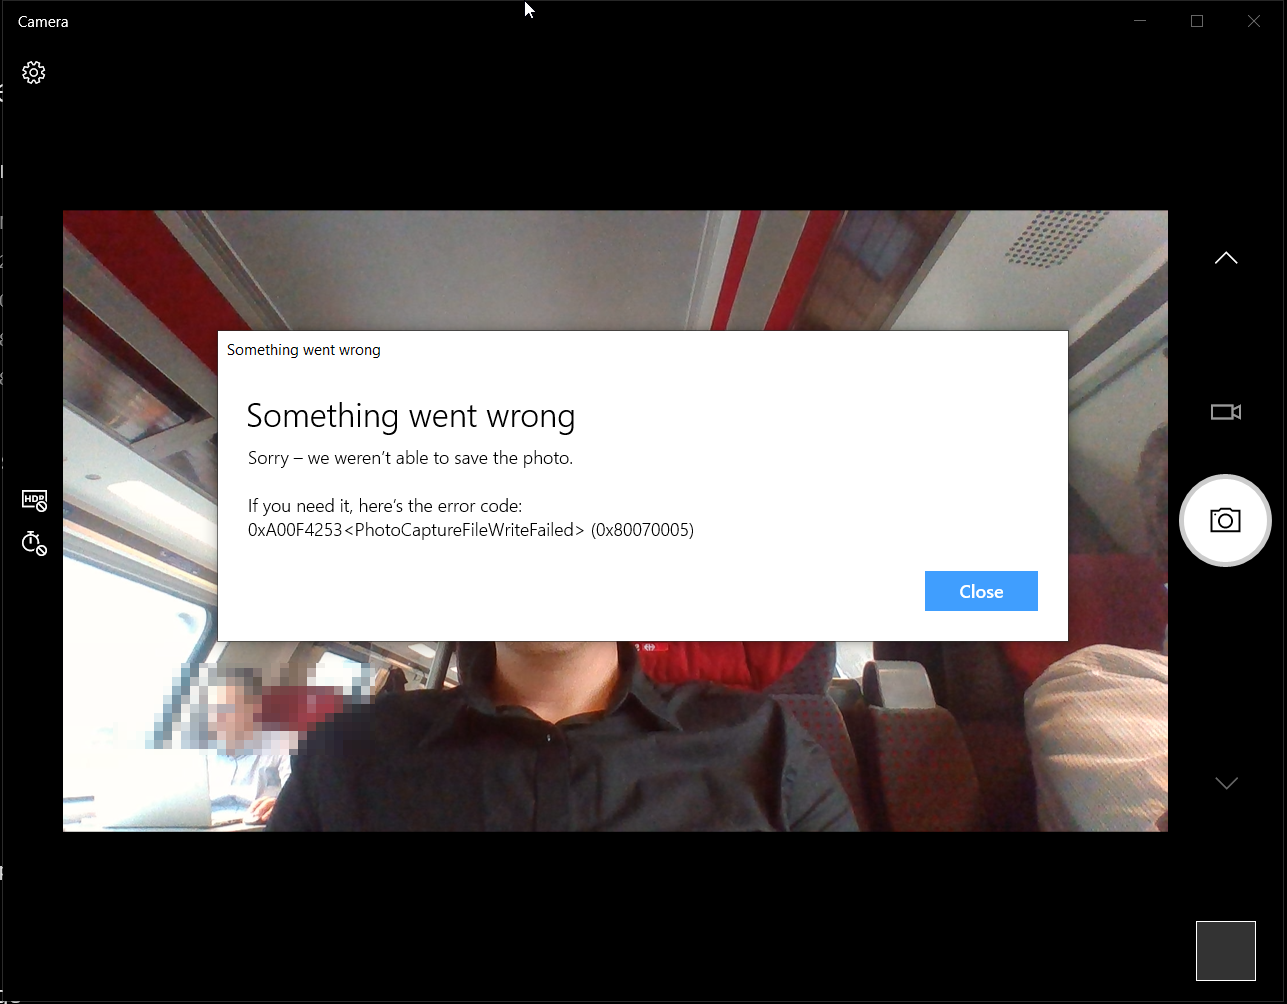 Camera
HDR
Something went wrong
Something went wrong
Sorry – we weren't able to save the photo.
If you need it, here's the error code:
0xA00F4253<PhotoCaptureFileWriteFailed> (0x80070005)
Close